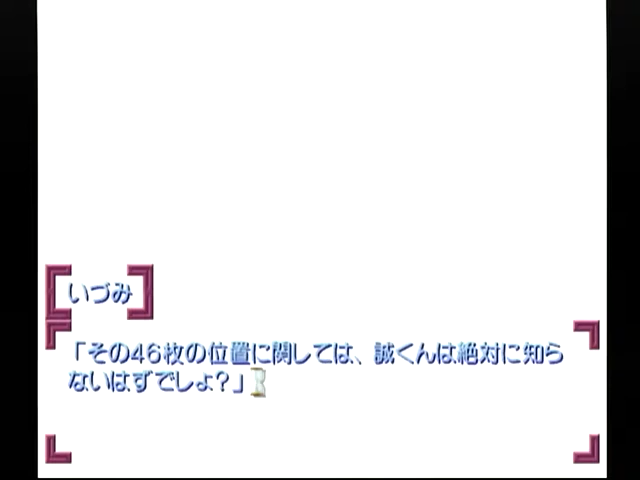 いづみ
「その46枚の位置に関しては、誠くんは絶対に知ら
ないはずでしょ?」